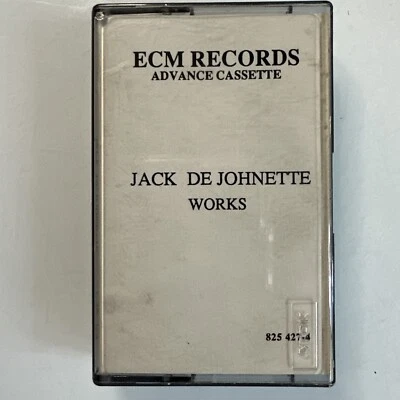 ECM RECORDS
ADVANCE CASSETTE
JACK DE JOHNETTE
WORKS
825 427-4